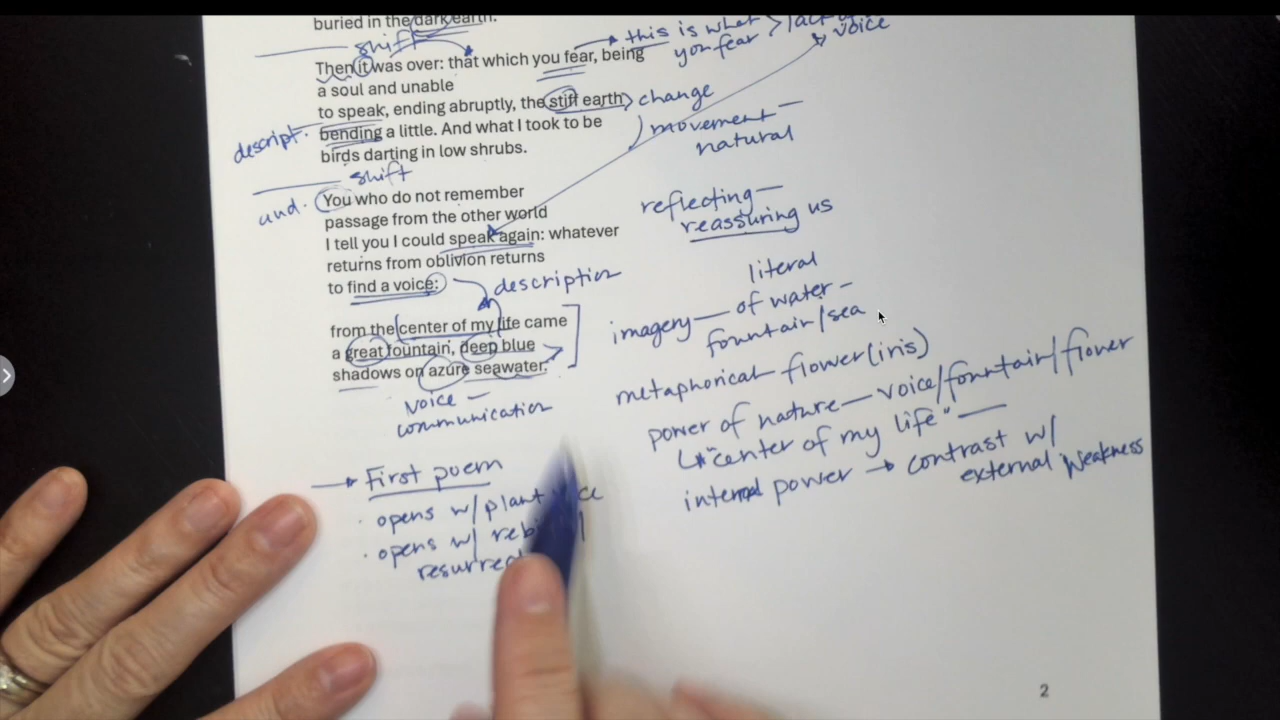 buried in the dark earth.
shift
this is what
you fear > lack of
voice
Then it was over: that which you fear, being
a soul and unable
to speak, ending abruptly, the stiff earth
change
descript.
bending a little. And what I took to be
birds darting in low shrubs.
movement—
natural
shift
aud.
You who do not remember
passage from the other world
I tell you I could speak again: whatever
returns from oblivion returns
to find a voice:
reflecting—
reassuring us
description
from the center of my life came
a great fountain, deep blue
shadows on azure seawater.
literal
imagery — of water—
fountain/sea
voice —
communication
metaphorical flower (iris)
power of nature — voice/fountain/flower
"center of my life" —
internal power → contrast w/
external weakness
→ First poem
· opens w/ plant
· opens w/
2